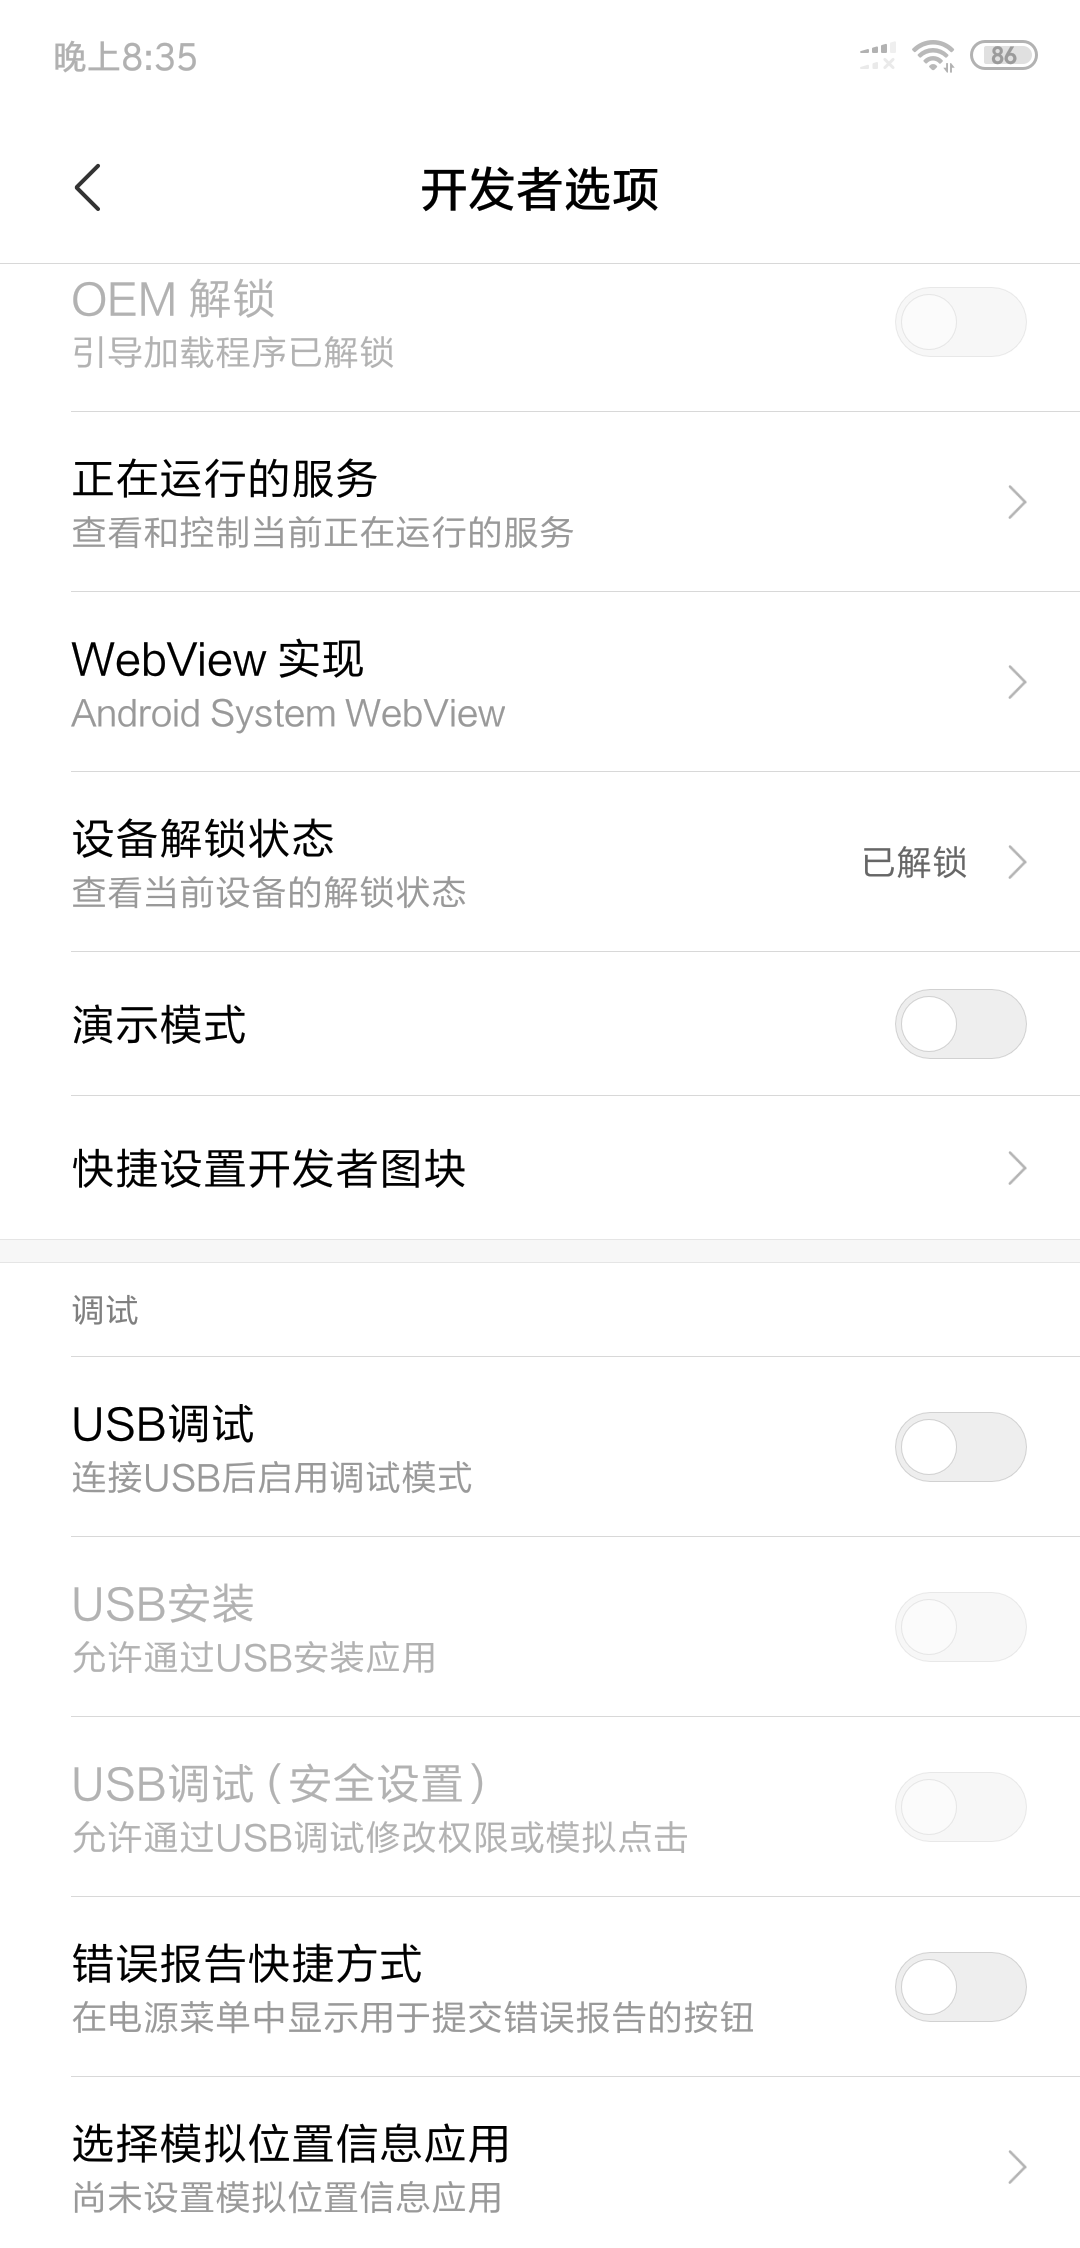 晚上8:35
86
开发者选项
OEM 解锁
引导加载程序已解锁
正在运行的服务
查看和控制当前正在运行的服务
WebView 实现
Android System WebView
设备解锁状态
查看当前设备的解锁状态
已解锁
演示模式
快捷设置开发者图块
调试
USB调试
连接USB后启用调试模式
USB安装
允许通过USB安装应用
USB调试（安全设置）
允许通过USB调试修改权限或模拟点击
错误报告快捷方式
在电源菜单中显示用于提交错误报告的按钮
选择模拟位置信息应用
尚未设置模拟位置信息应用